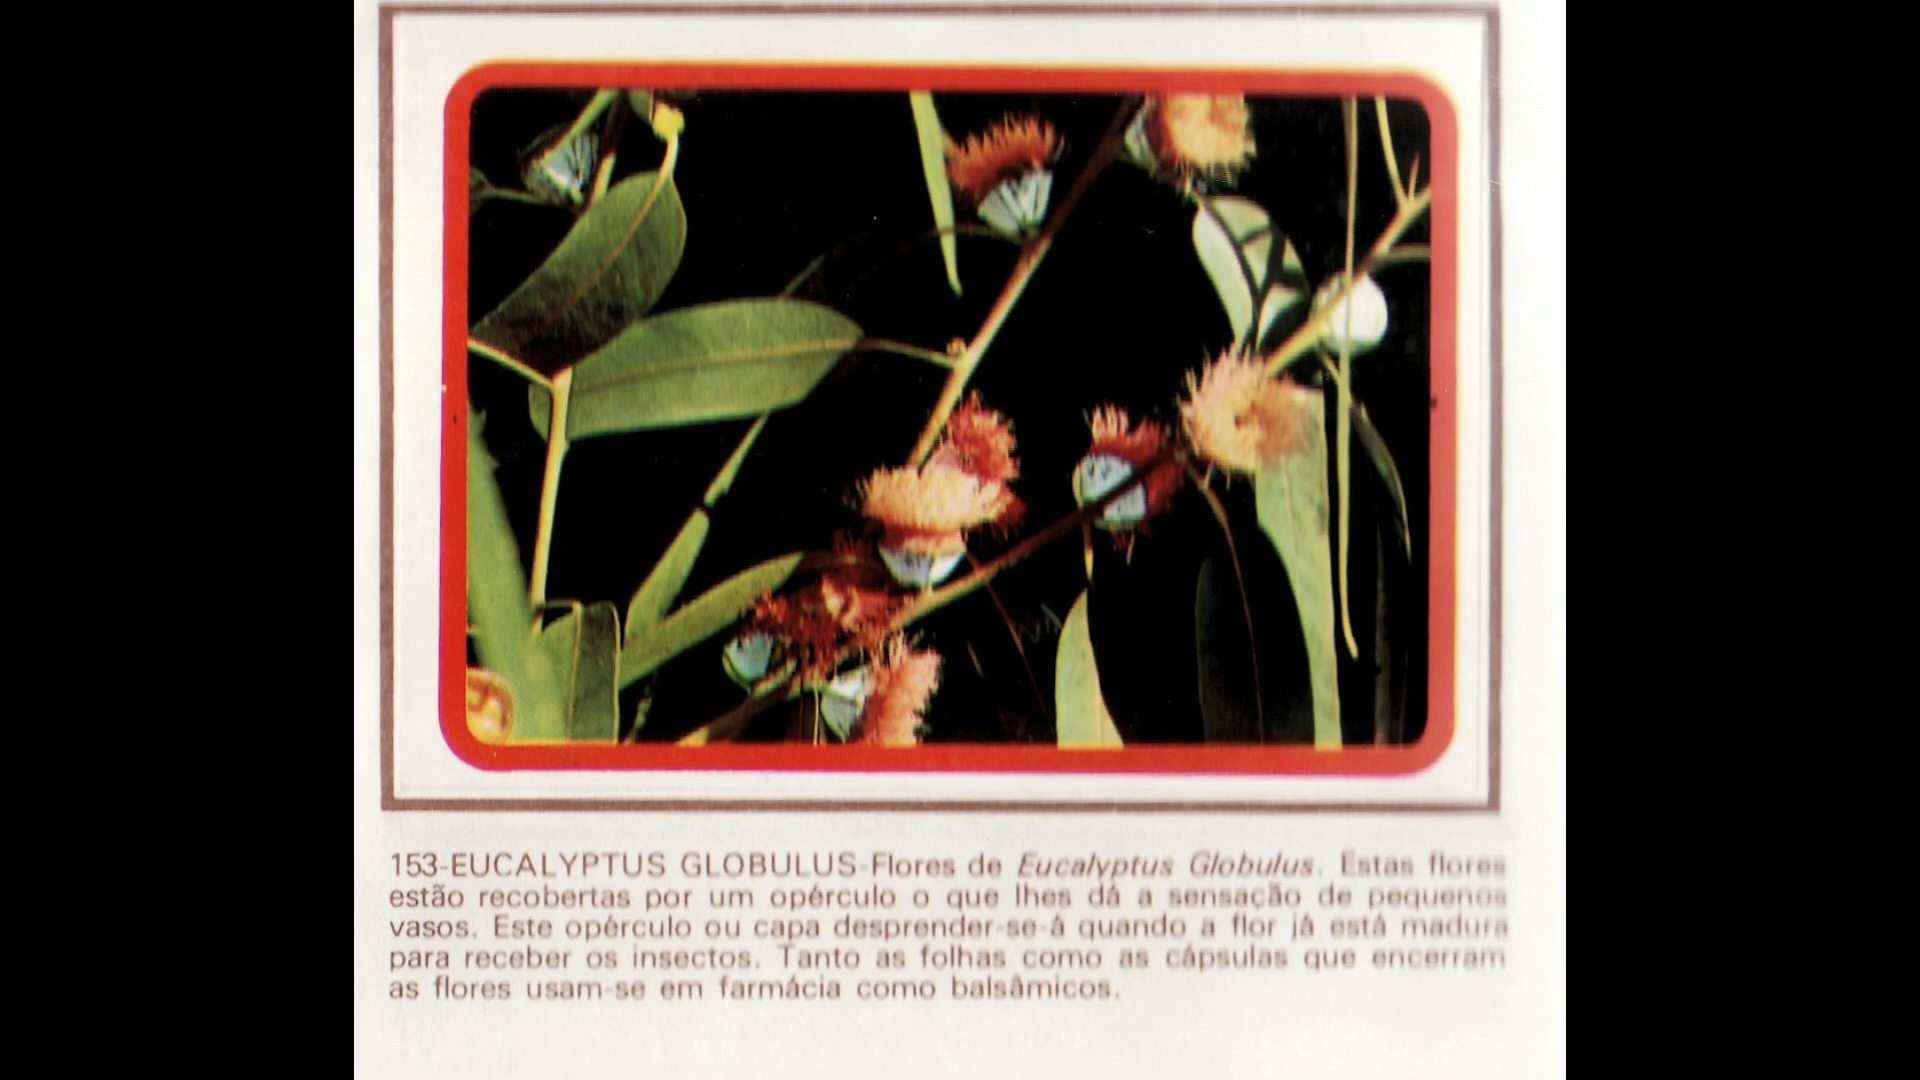 153-EUCALYPTUS GLOBULUS-Flores de Eucalyptus Globulus. Estas flores
estão recobertas por um opérculo o que lhes dá a sensação de pequenos
vasos. Este opérculo ou capa desprender-se-á quando a flor já está madura
para receber os insectos. Tanto as folhas como as cápsulas que encerram
as flores usam-se em farmácia como balsâmicos.